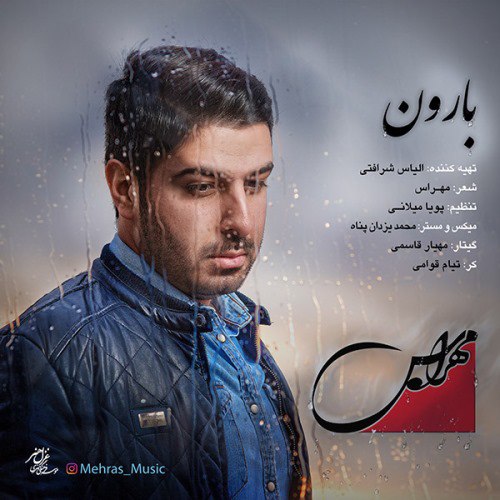 بارون
تهیه کننده: الیاس شرافتی
شعر: مهراس
تنظیم: پویا میلانی
میکس و مستر: محمد یزدان پناه
گیتار: مهیار قاسمی
کر: تیام قوامی
مهراس
Mehras_Music